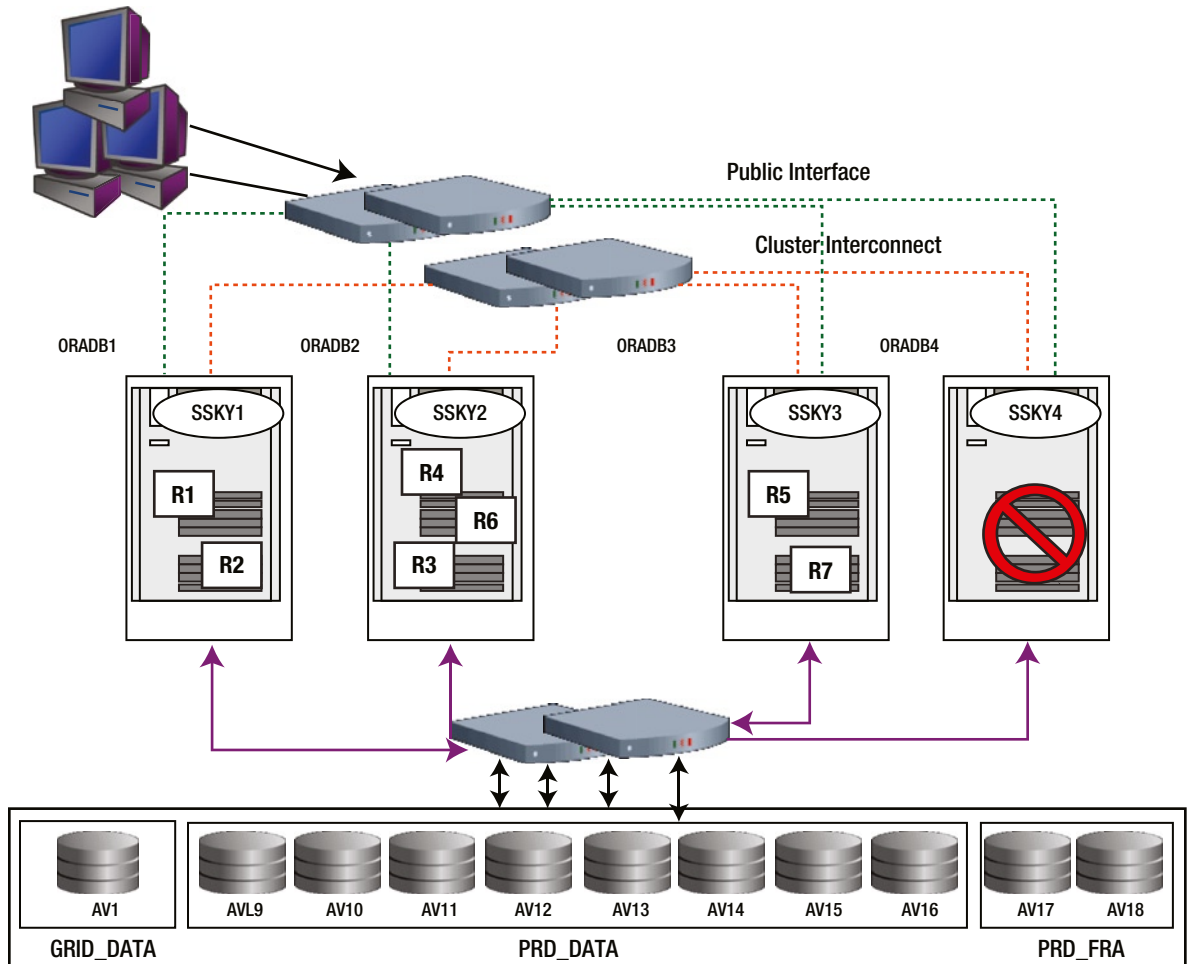 Public Interface
Cluster Interconnect
ORADB1
ORADB2
ORADB3
ORADB4
SSKY1
SSKY2
SSKY3
SSKY4
R4
R1
R5
R6
R2
R3
R7
AV1
AVL9
AV10
AV11
AV12
AV13
AV14
AV15
AV16
AV17
AV18
GRID_DATA
PRD_DATA
PRD_FRA